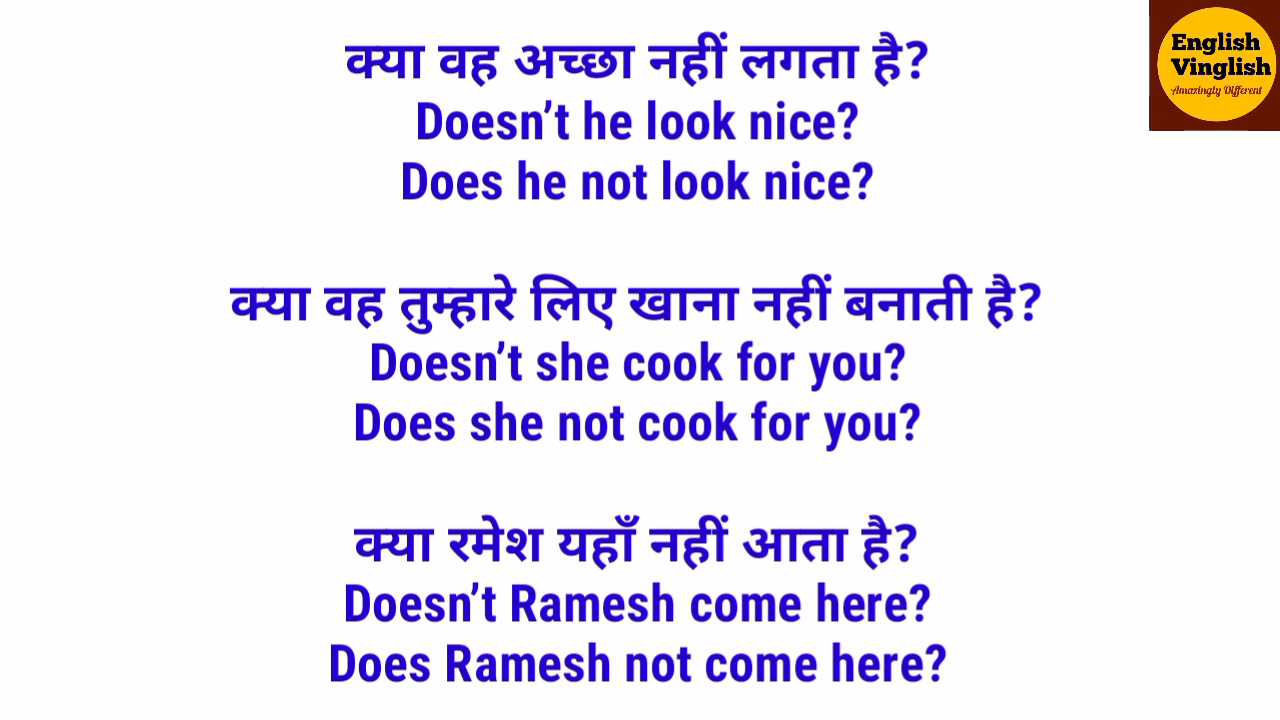 क्या वह अच्छा नहीं लगता है?
Doesn’t he look nice?
Does he not look nice?
क्या वह तुम्हारे लिए खाना नहीं बनाती है?
Doesn’t she cook for you?
Does she not cook for you?
क्या रमेश यहाँ नहीं आता है?
Doesn’t Ramesh come here?
Does Ramesh not come here?
English
Vinglish
Amazingly Different